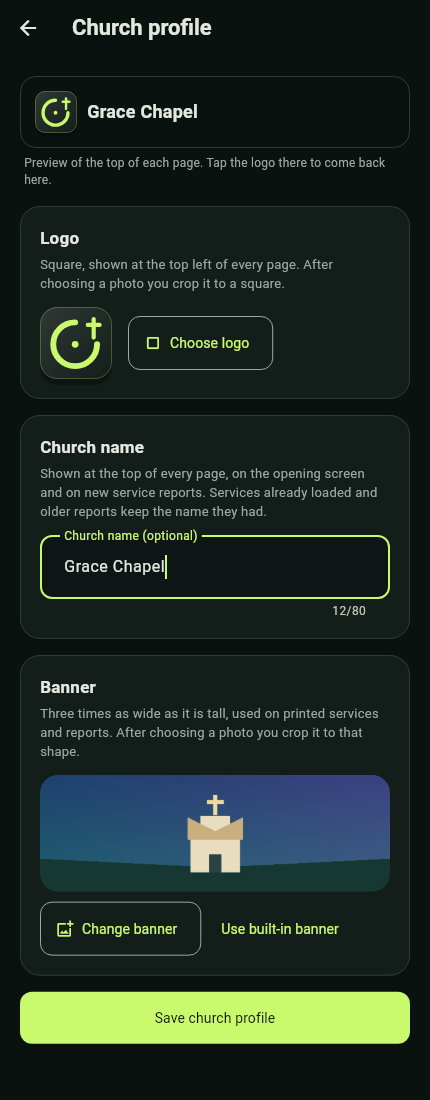 Church profile
Grace Chapel
Preview of the top of each page. Tap the logo there to come back
here.
Logo
Square, shown at the top left of every page. After
choosing a photo you crop it to a square.
Choose logo
Church name
Shown at the top of every page, on the opening screen
and on new service reports. Services already loaded and
older reports keep the name they had.
Church name (optional)
Grace Chapel
12/80
Banner
Three times as wide as it is tall, used on printed services
and reports. After choosing a photo you crop it to that
shape.
Change banner
Use built-in banner
Save church profile